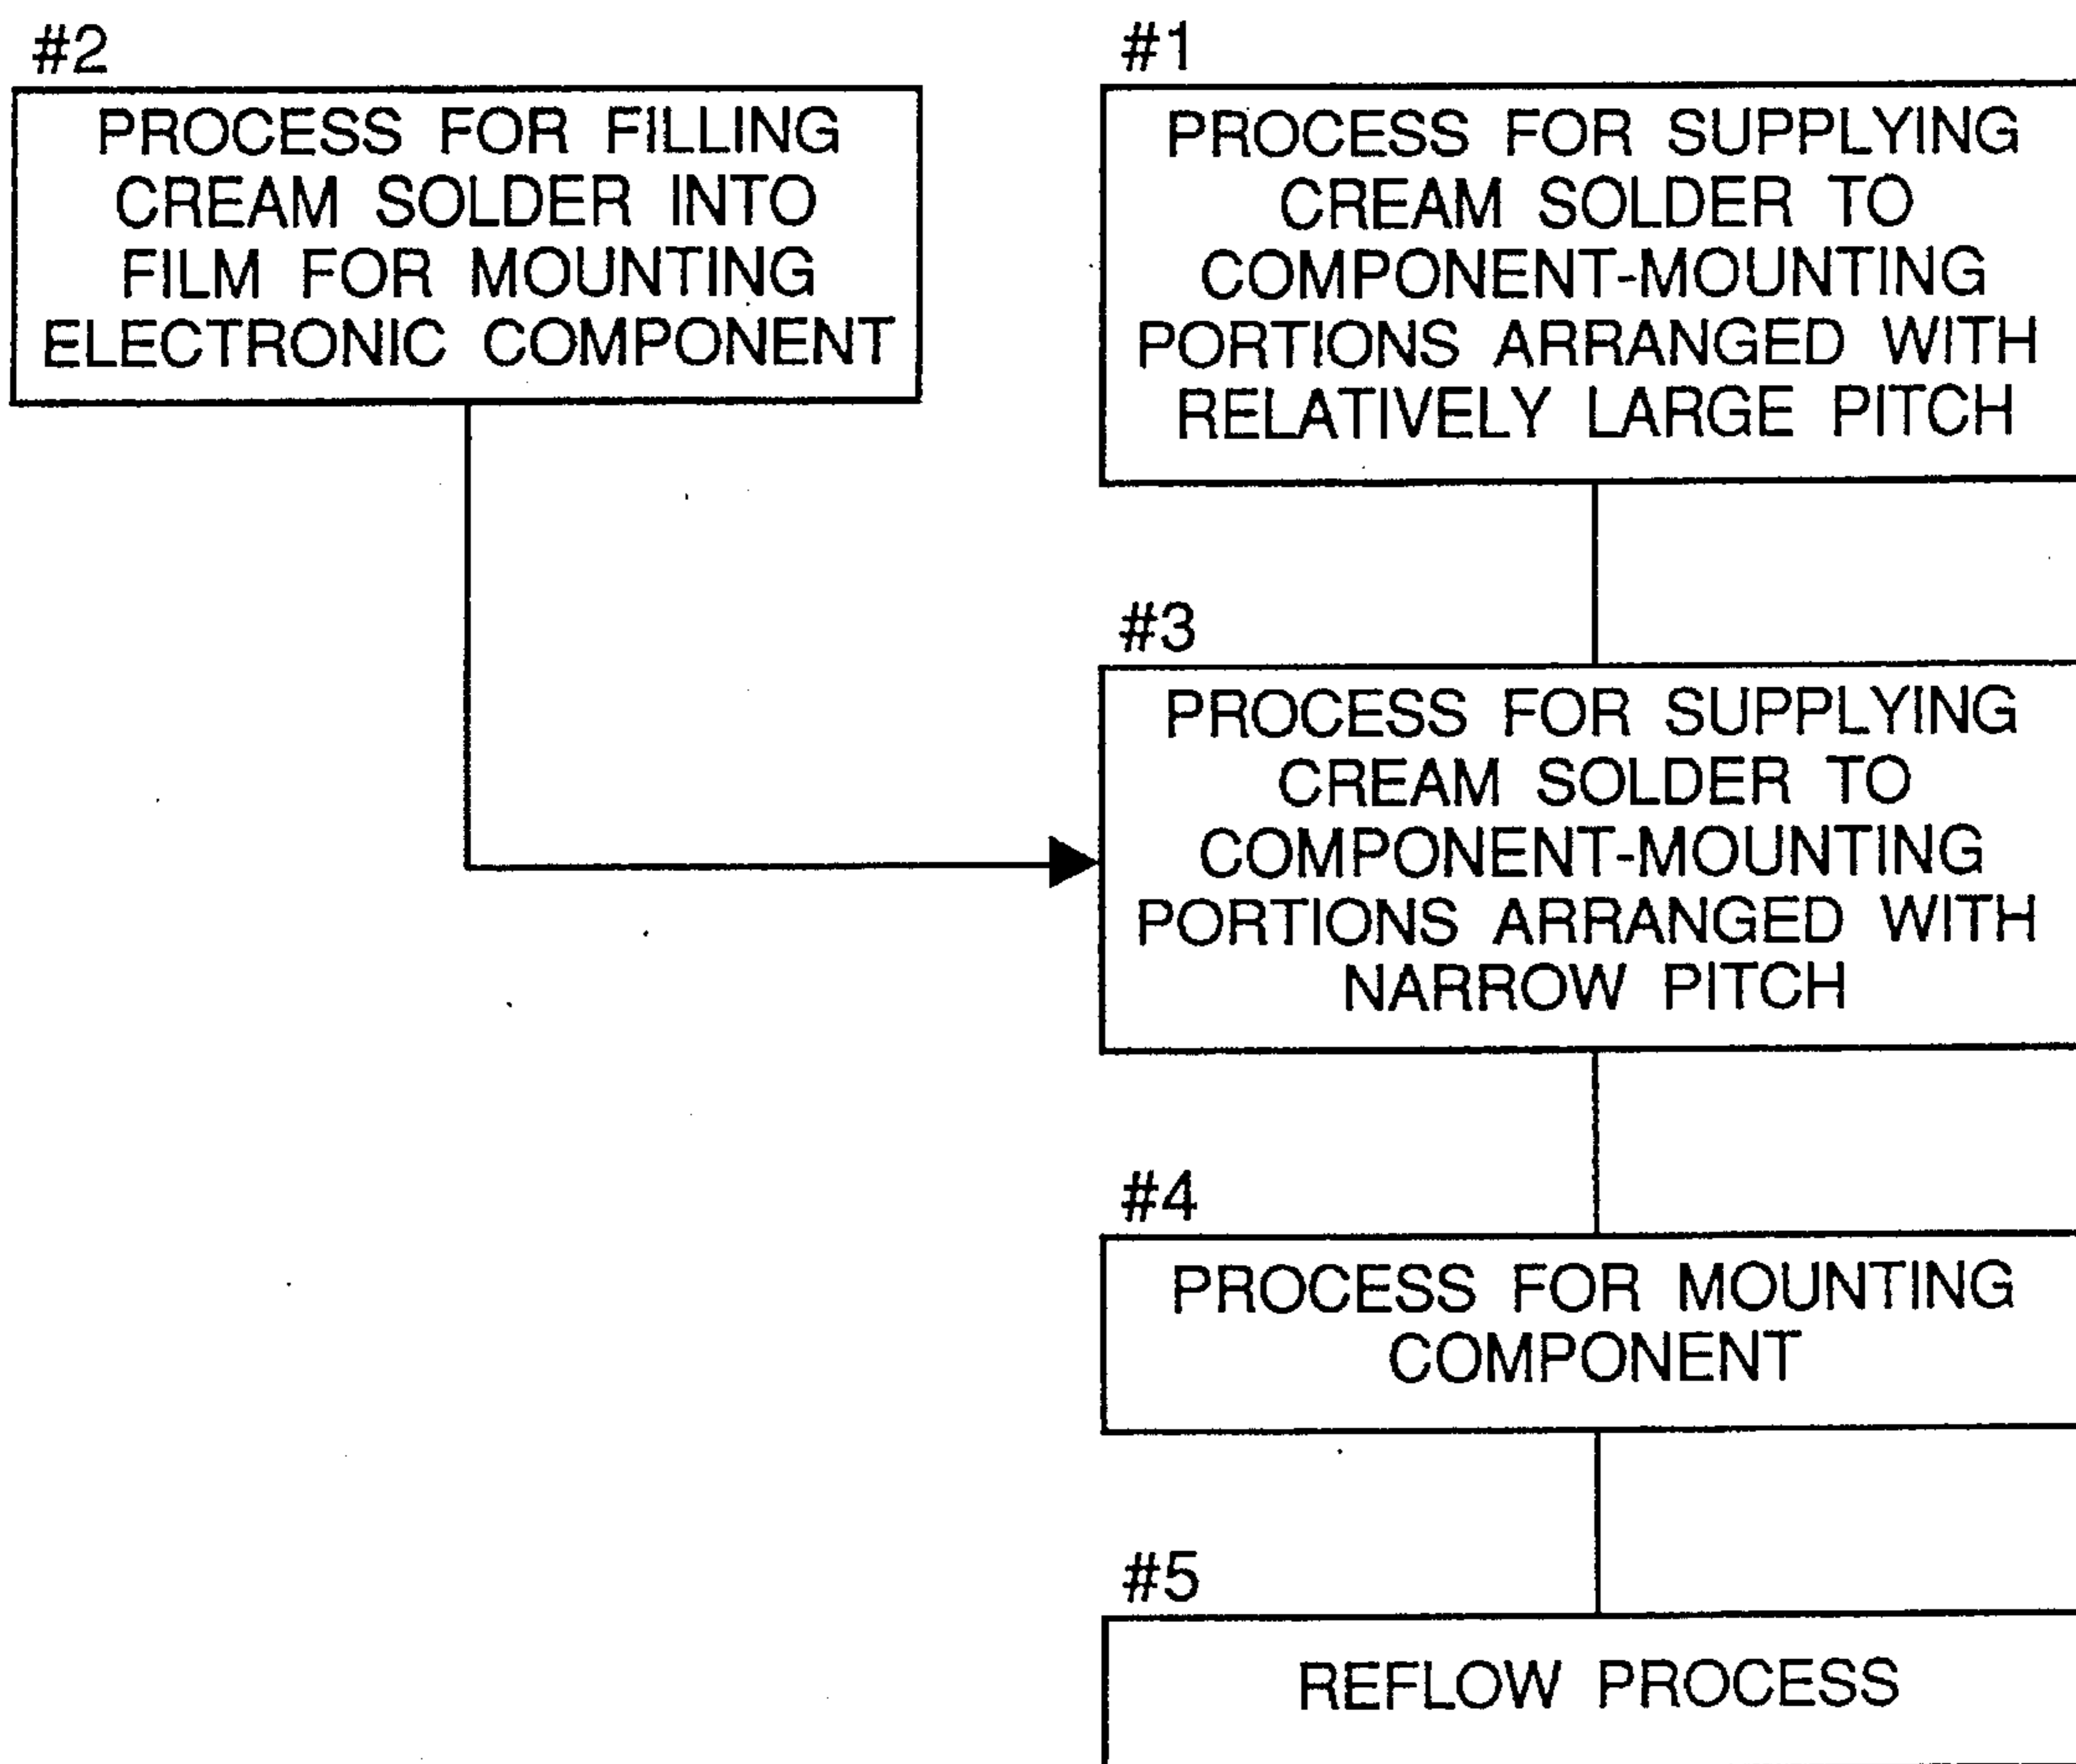 #2
PROCESS FOR FILLING
CREAM SOLDER INTO
FILM FOR MOUNTING
ELECTRONIC COMPONENT
#1
PROCESS FOR SUPPLYING
CREAM SOLDER TO
COMPONENT-MOUNTING
PORTIONS ARRANGED WITH
RELATIVELY LARGE PITCH
#3
PROCESS FOR SUPPLYING
CREAM SOLDER TO
COMPONENT-MOUNTING
PORTIONS ARRANGED WITH
NARROW PITCH
#4
PROCESS FOR MOUNTING
COMPONENT
#5
REFLOW PROCESS